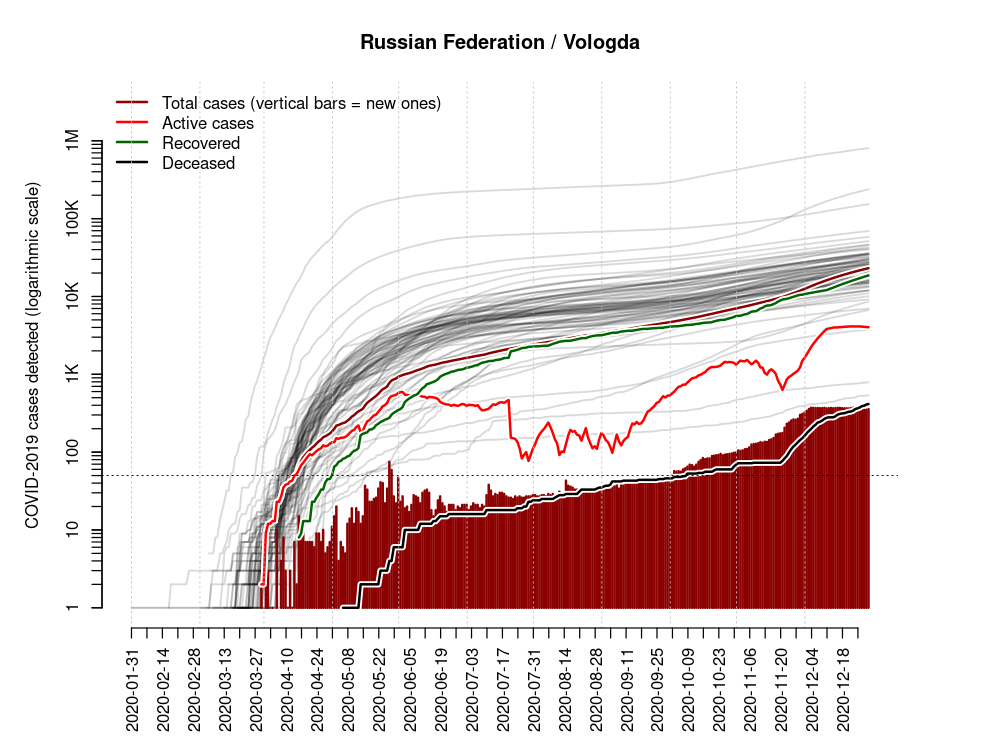 Russian Federation / Vologda
Total cases (vertical bars = new ones)
Active cases
Recovered
Deceased
COVID-2019 cases detected (logarithmic scale)
1M
100K
10K
1K
100
10
1
2020-01-31
2020-02-14
2020-02-28
2020-03-13
2020-03-27
2020-04-10
2020-04-24
2020-05-08
2020-05-22
2020-06-05
2020-06-19
2020-07-03
2020-07-17
2020-07-31
2020-08-14
2020-08-28
2020-09-11
2020-09-25
2020-10-09
2020-10-23
2020-11-06
2020-11-20
2020-12-04
2020-12-18